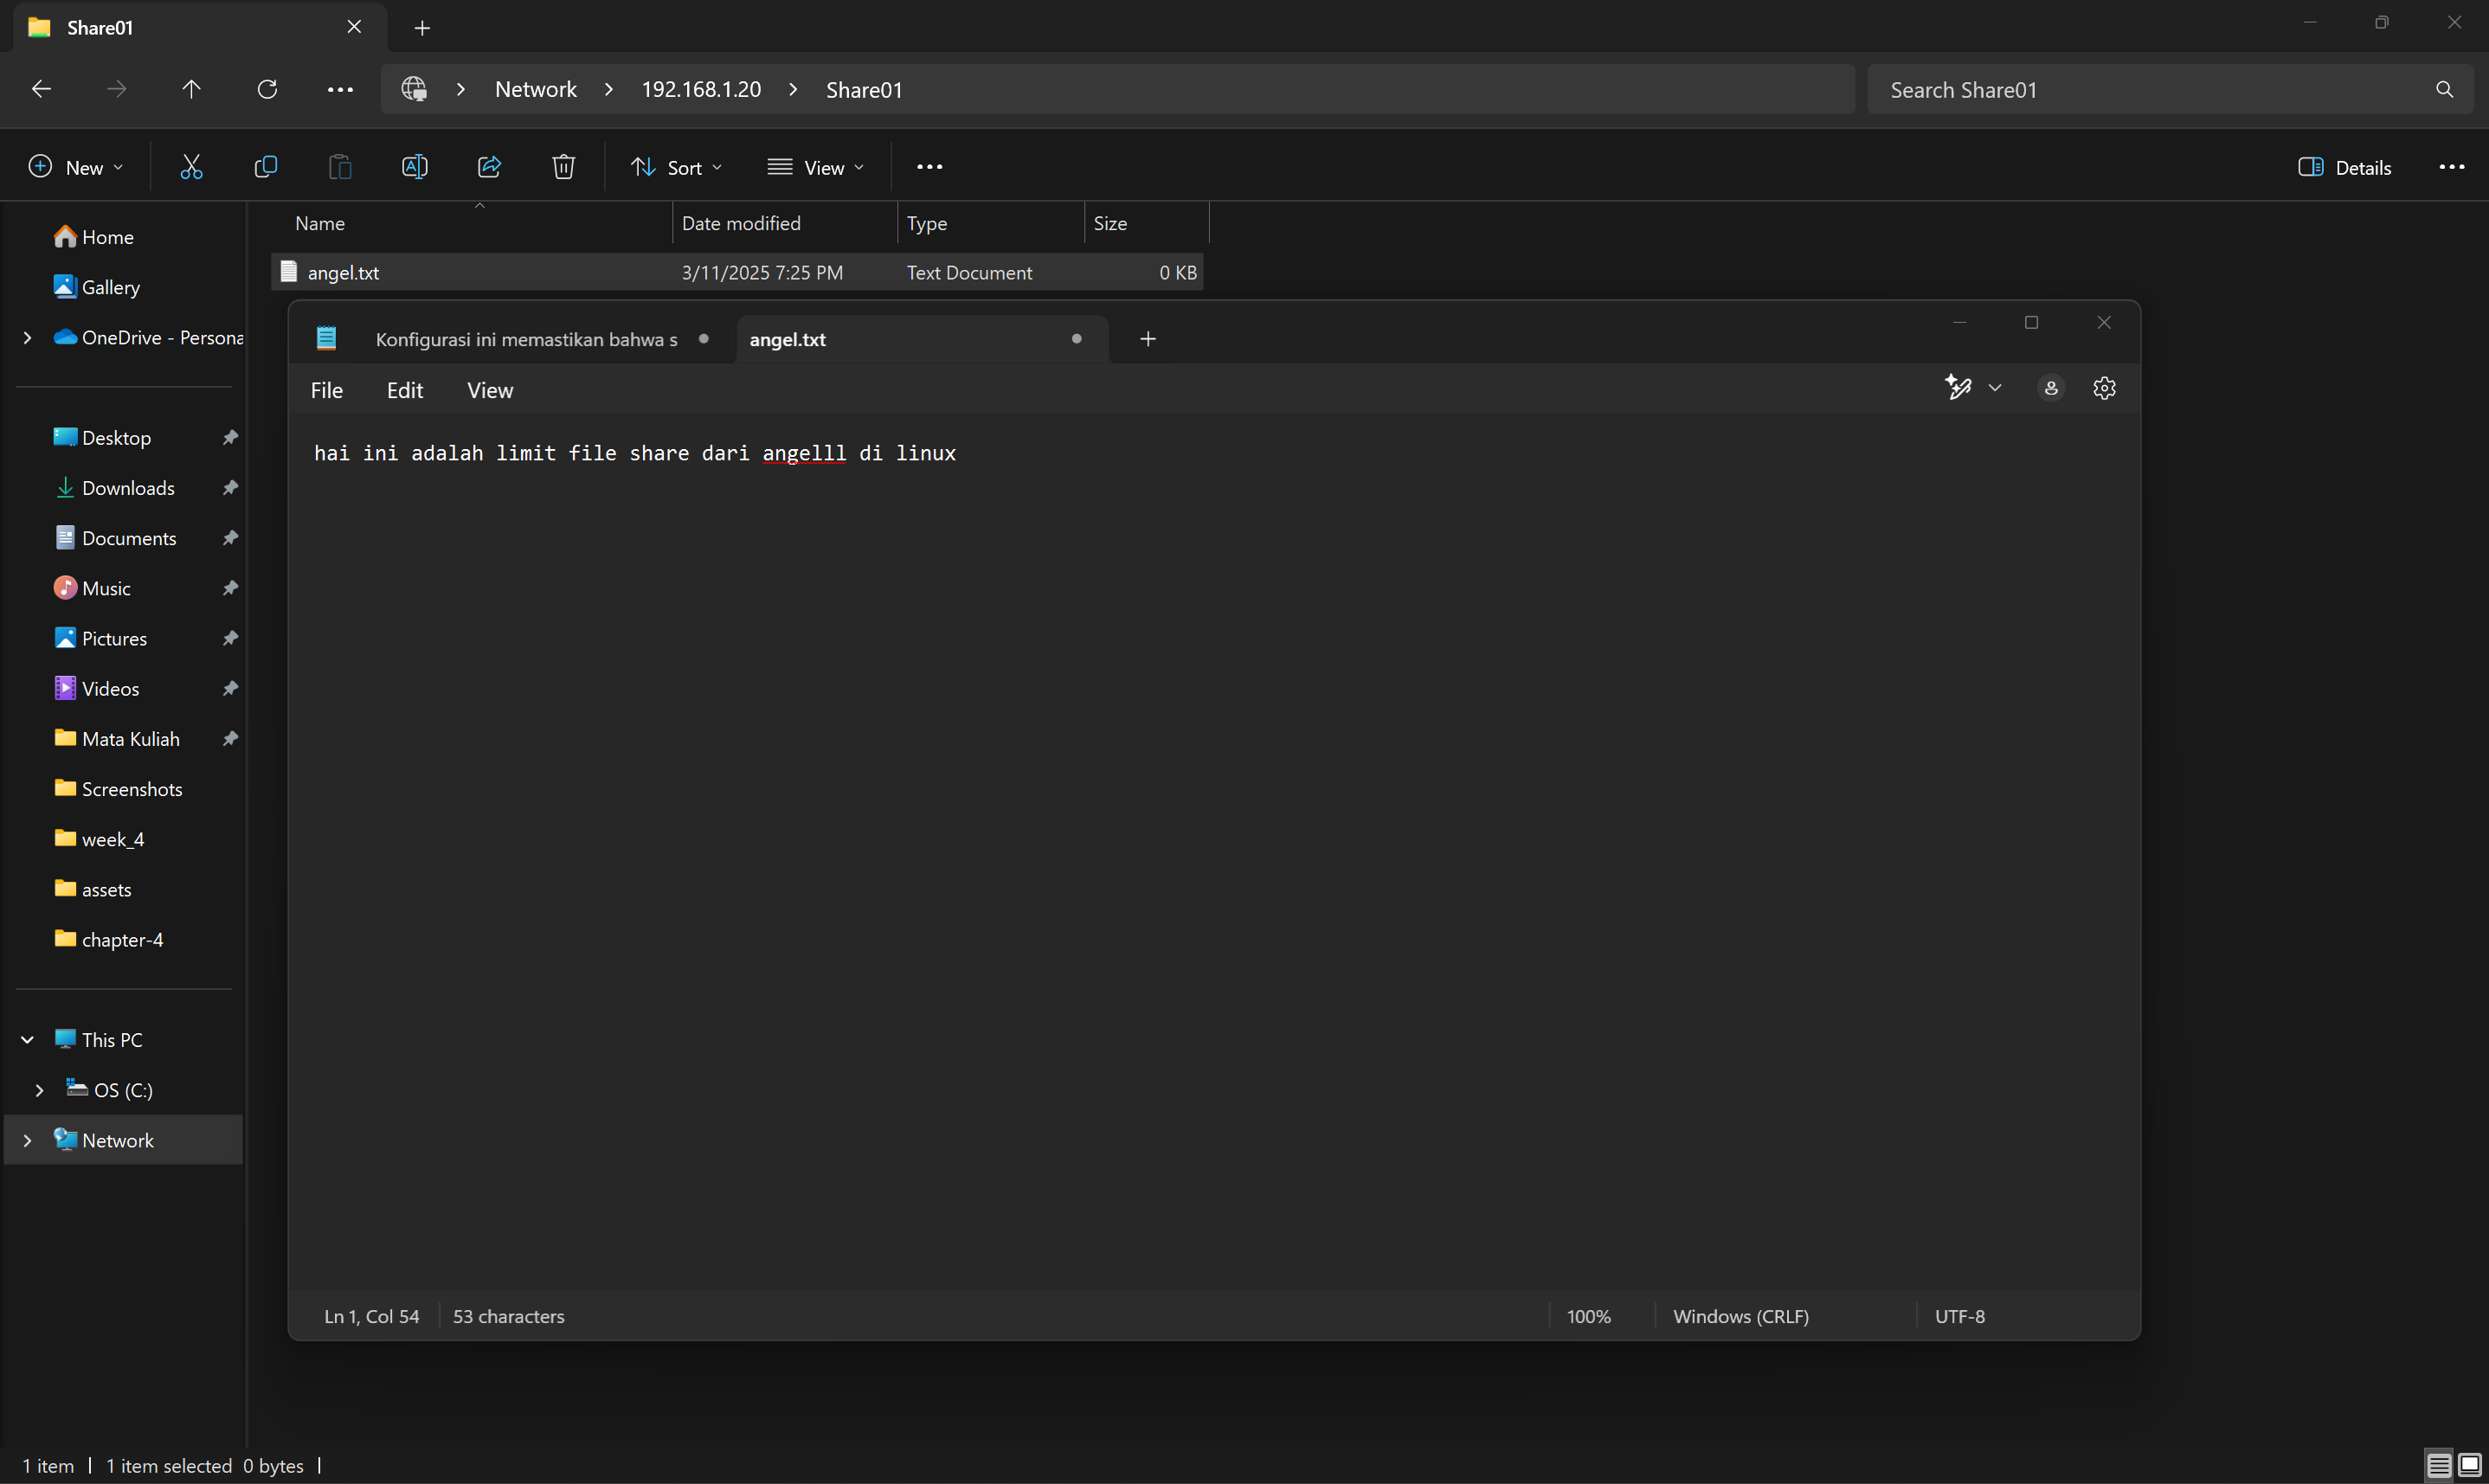 Share01
Network > 192.168.1.20 > Share01
Search Share01
New
Sort
View
Details
Name
Date modified
Type
Size
angel.txt
3/11/2025 7:25 PM
Text Document
0 KB
Home
Gallery
OneDrive - Persona
Desktop
Downloads
Documents
Music
Pictures
Videos
Mata Kuliah
Screenshots
week_4
assets
chapter-4
This PC
OS (C:)
Network
Konfigurasi ini memastikan bahwa s
angel.txt
File
Edit
View
hai ini adalah limit file share dari angelll di linux
Ln 1, Col 54
53 characters
100%
Windows (CRLF)
UTF-8
1 item
1 item selected 0 bytes